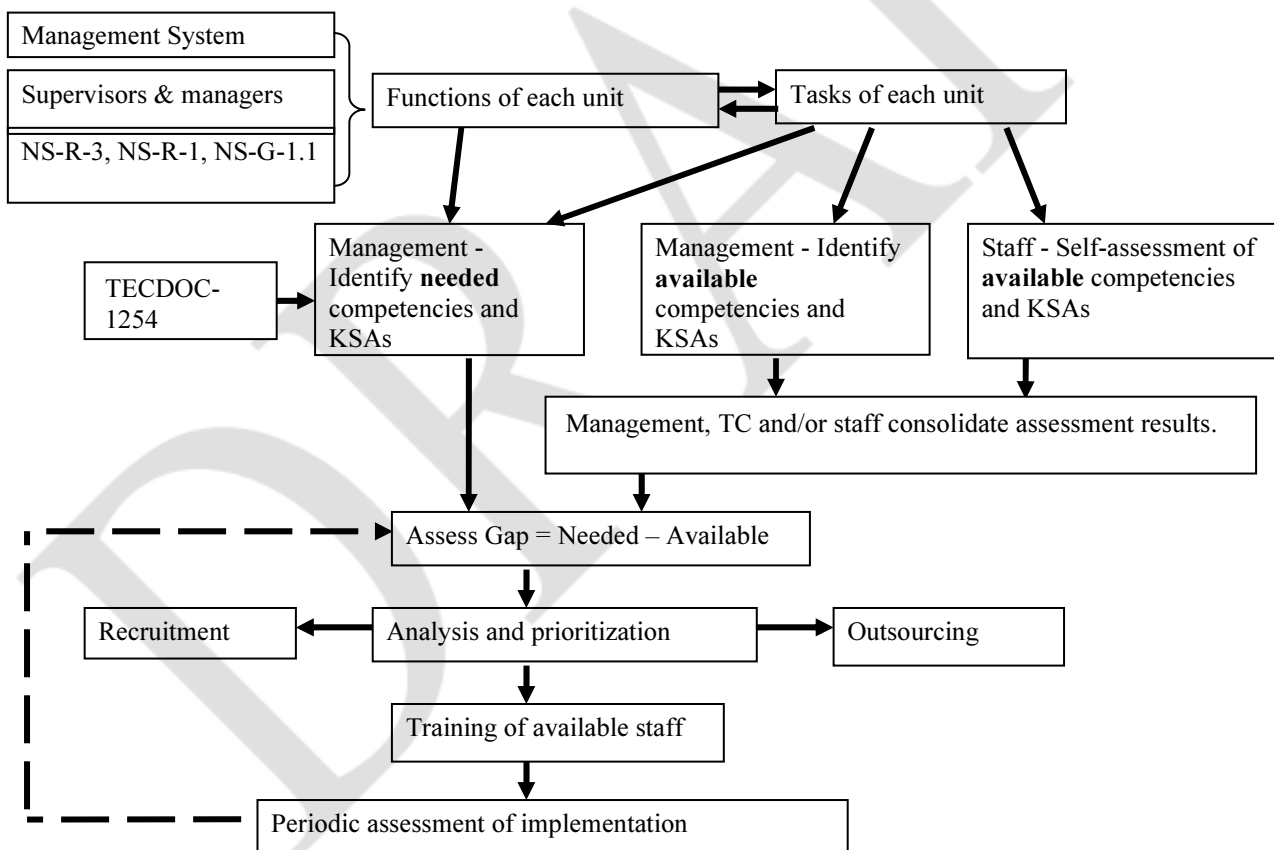 Management System
Supervisors & managers
NS-R-3, NS-R-1, NS-G-1.1
Functions of each unit
Tasks of each unit
TECDOC-
1254
Management -
Identify needed
competencies and
KSAs
Management - Identify
available
competencies and
KSAs
Staff - Self-assessment of
available competencies
and KSAs
Management, TC and/or staff consolidate assessment results.
Assess Gap = Needed – Available
Recruitment
Analysis and prioritization
Outsourcing
Training of available staff
Periodic assessment of implementation
DRAFT